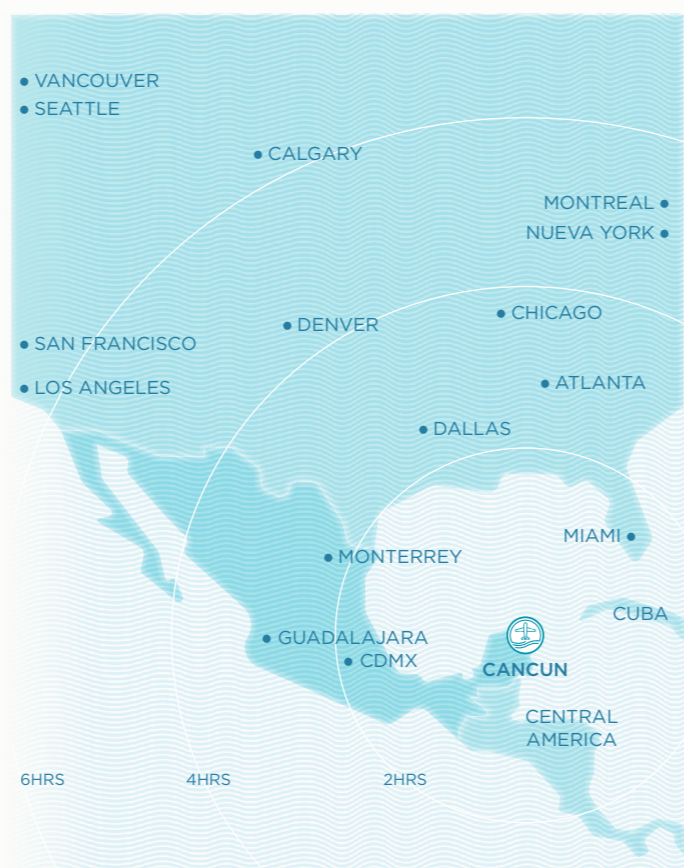 VANCOUVER
SEATTLE
CALGARY
MONTREAL
NUEVA YORK
CHICAGO
DENVER
SAN FRANCISCO
ATLANTA
LOS ANGELES
DALLAS
MIAMI
MONTERREY
CUBA
GUADALAJARA
CDMX
CANCUN
CENTRAL
AMERICA
6HRS 4HRS 2HRS